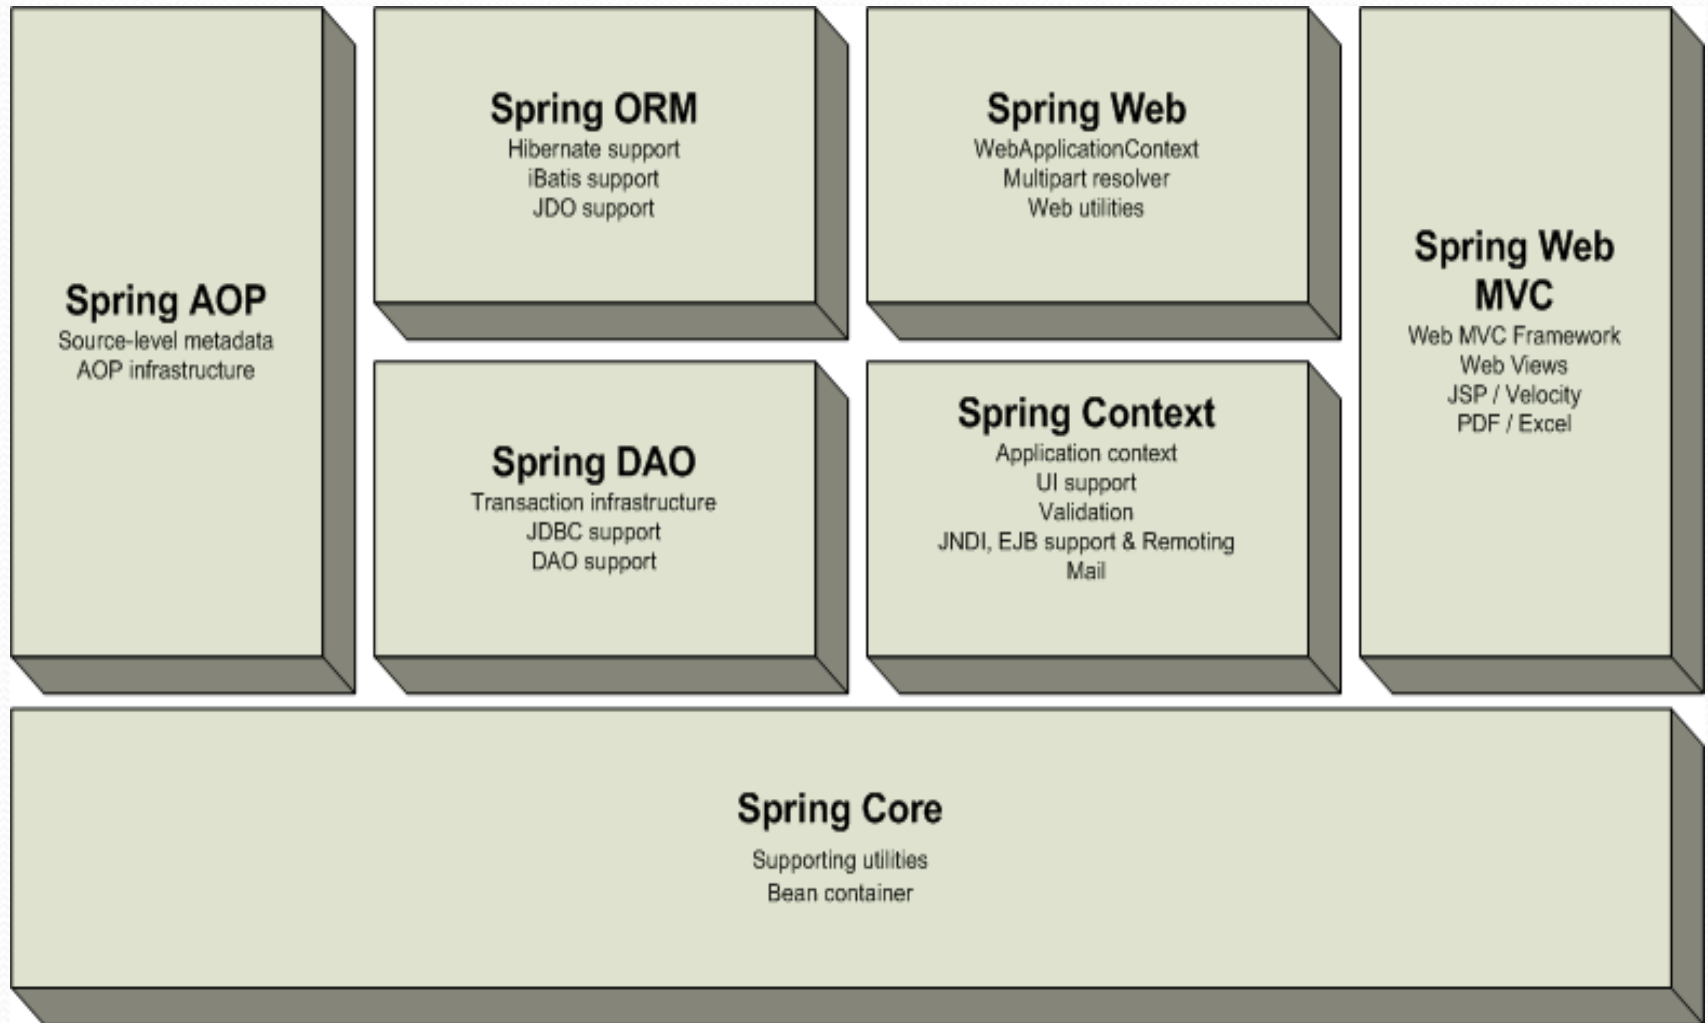 Spring AOP
Source-level metadata
AOP infrastructure
Spring ORM
Hibernate support
iBatis support
JDO support
Spring DAO
Transaction infrastructure
JDBC support
DAO support
Spring Web
WebApplicationContext
Multipart resolver
Web utilities
Spring Context
Application context
UI support
Validation
JNDI, EJB support & Remoting
Mail
Spring Web
MVC
Web MVC Framework
Web Views
JSP / Velocity
PDF / Excel
Spring Core
Supporting utilities
Bean container